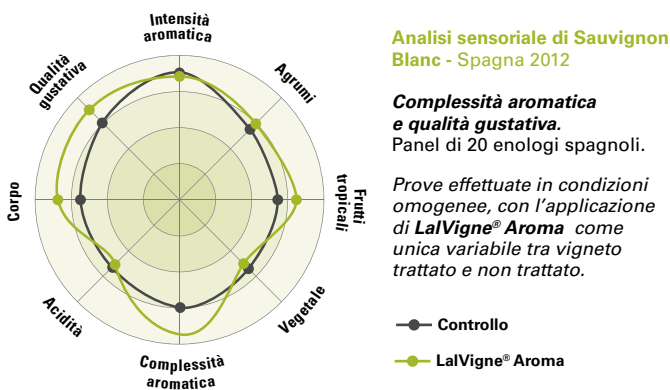 Intensità
aromatica
Agrumi
Frutti
tropicali
Vegetale
Complessità
aromatica
Acidità
Corpo
Qualità
gustativa
Analisi sensoriale di Sauvignon
Blanc - Spagna 2012
Complessità aromatica
e qualità gustativa.
Panel di 20 enologi spagnoli.
Prove effettuate in condizioni
omogenee, con l'applicazione
di LalVigne® Aroma come
unica variabile tra vigneto
trattato e non trattato.
Controllo
LalVigne® Aroma